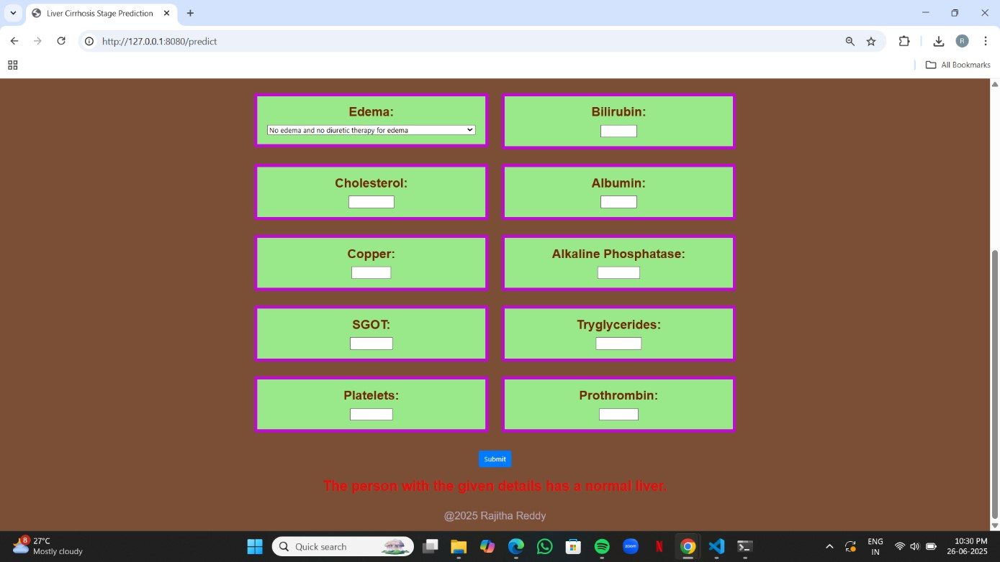 Liver Cirrhosis Stage Prediction
http://127.0.0.1:8080/predict
R
All Bookmarks
Edema:
No edema and no diuretic therapy for edema
Bilirubin:
Cholesterol:
Albumin:
Copper:
Alkaline Phosphatase:
SGOT:
Tryglycerides:
Platelets:
Prothrombin:
Submit
The person with the given details has a normal liver.
@2025 Rajitha Reddy
8
27°C
Mostly cloudy
Quick search
zoom
N
ENG
IN
10:30 PM
26-06-2025